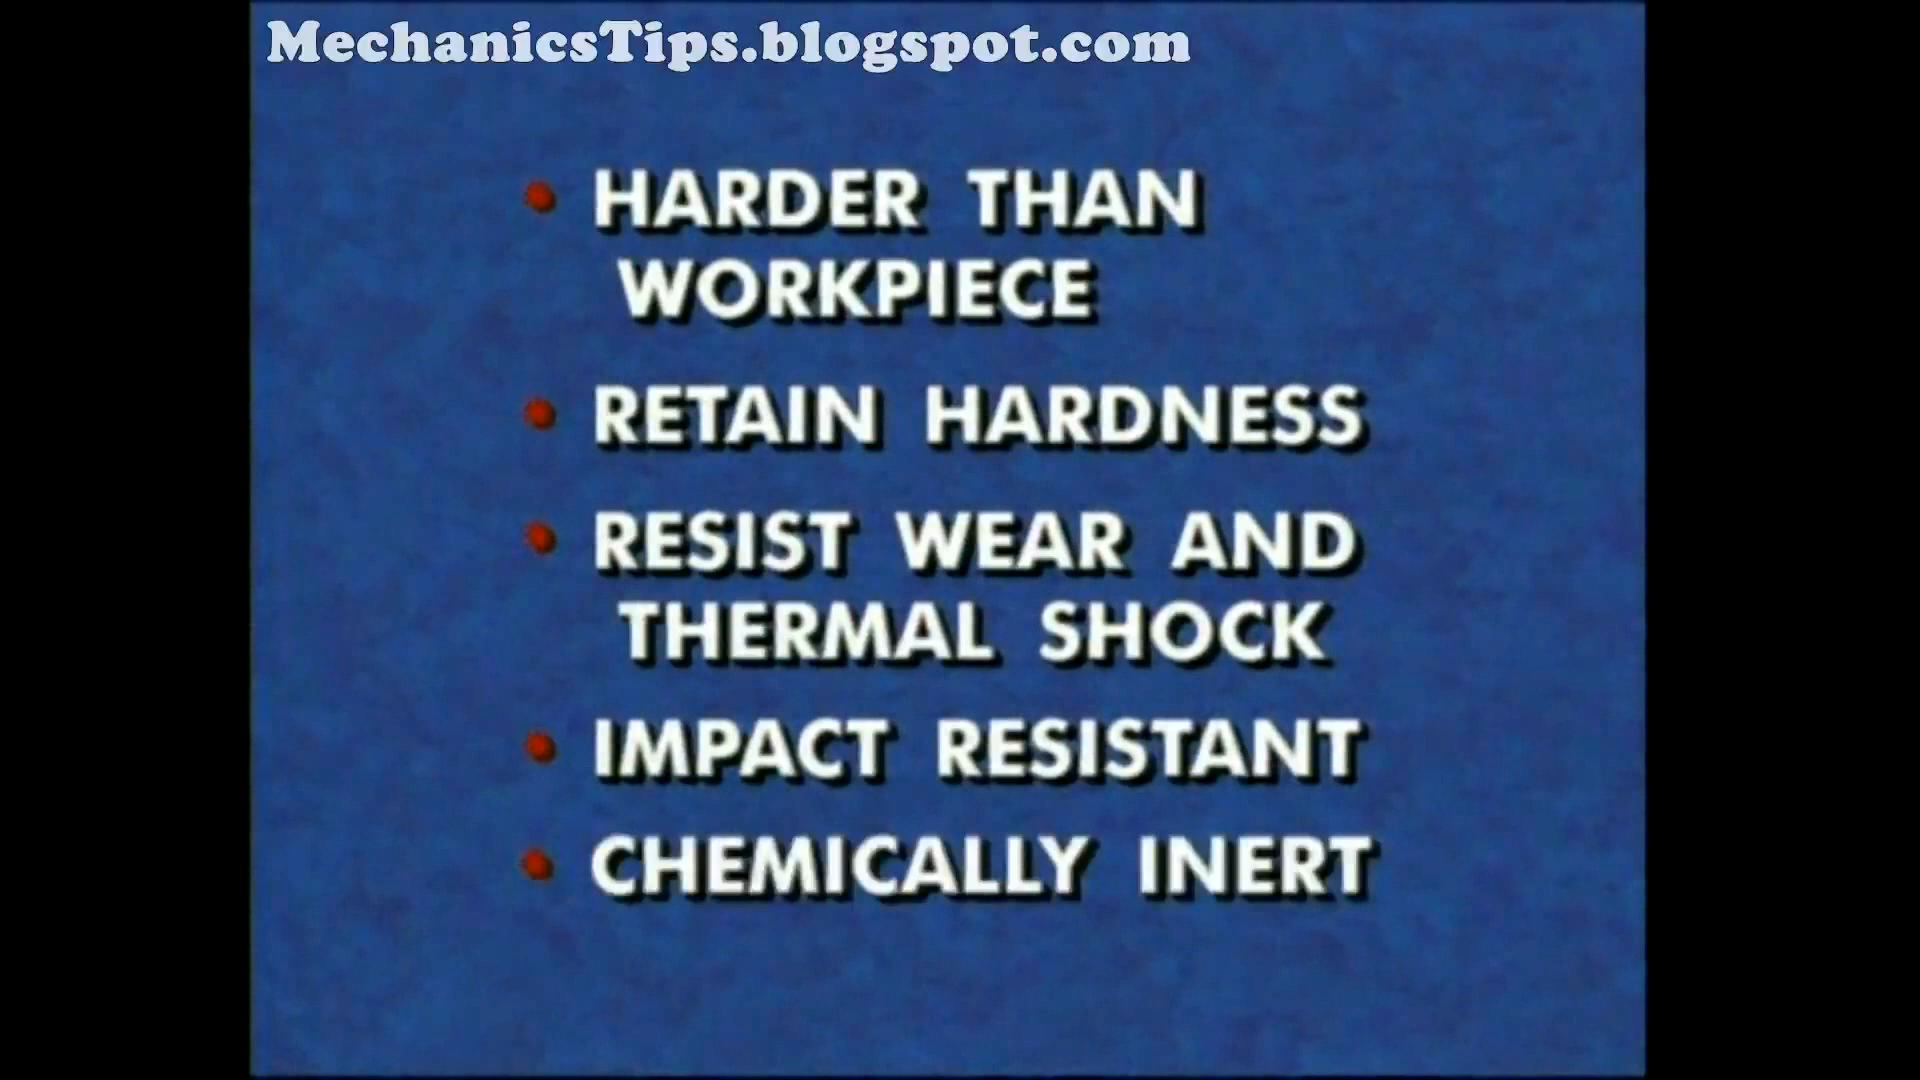 MechanicsTips.blogspot.com
• HARDER THAN
WORKPIECE
• RETAIN HARDNESS
• RESIST WEAR AND
THERMAL SHOCK
• IMPACT RESISTANT
• CHEMICALLY INERT